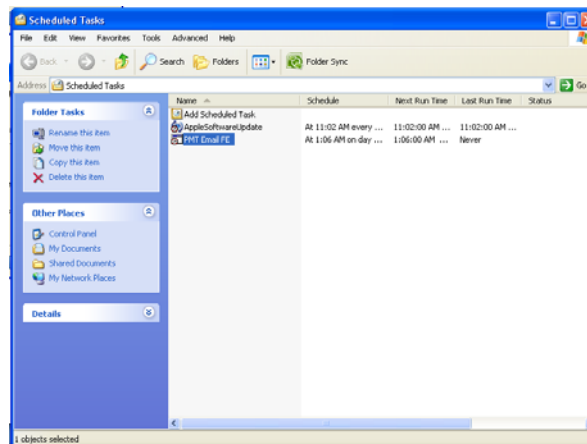 Scheduled Tasks
File Edit View Favorites Tools Advanced Help
Back Search Folders Folder Sync
Address Scheduled Tasks Go
Name Schedule Next Run Time Last Run Time Status
Folder Tasks
Rename this item
Move this item
Copy this item
Delete this item
Other Places
Control Panel
My Documents
Shared Documents
My Network Places
Details
Add Scheduled Task
AppleSoftwareUpdate At 11:02 AM every ... 11:02:00 AM ... 11:02:00 AM ...
PMT Email FE At 1:06 AM on day ... 1:06:00 AM ... Never
1 objects selected